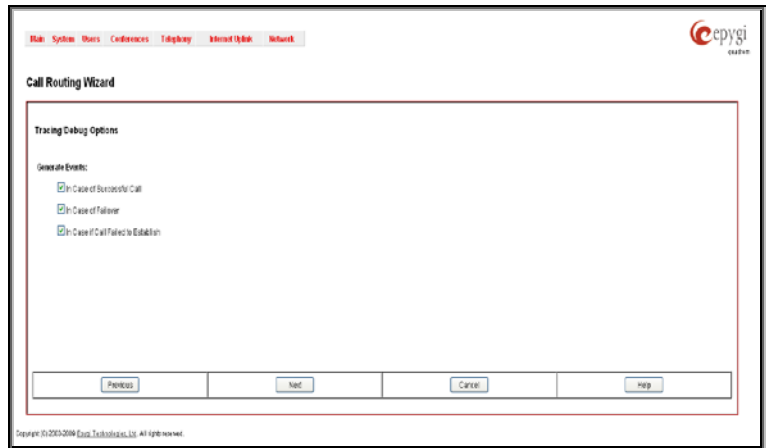 Main System Users Conferences Telephony Internet Uplink Network
epygi
quadro
Call Routing Wizard
Tracing Debug Options
Generate Events:
In Case of Successful Call
In Case of Failover
In Case if Call Failed to Establish
Previous Next Cancel Help
Copyright (C) 2003-2009 Epygi Technologies, Ltd. All rights reserved.